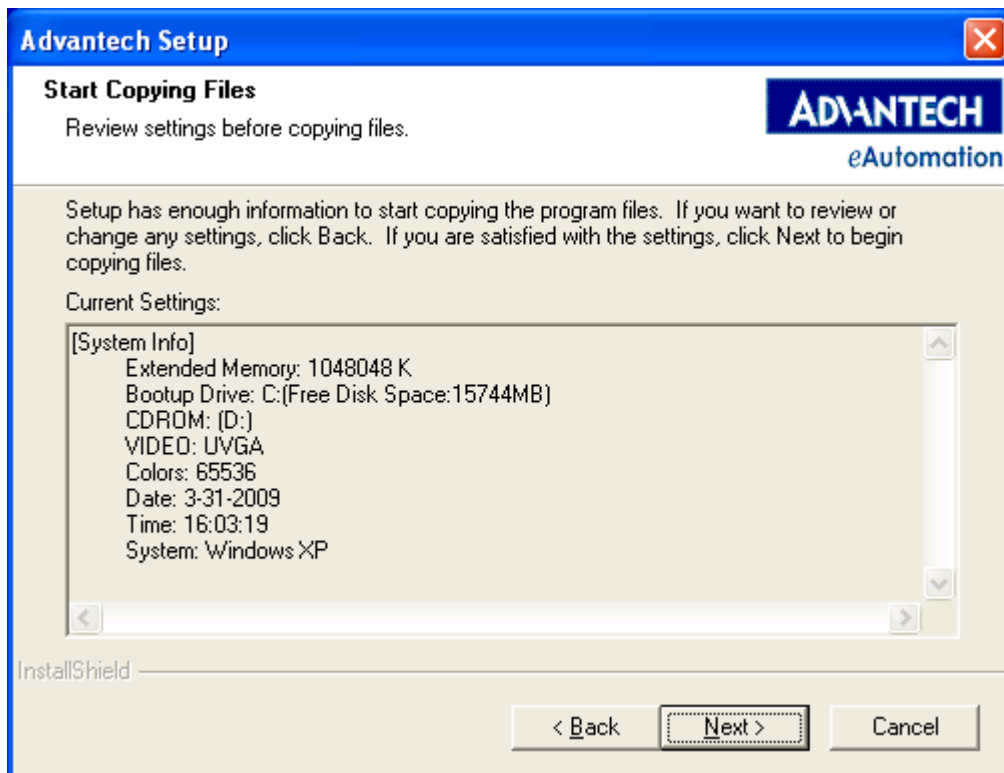 Advantech Setup
Start Copying Files
Review settings before copying files.
ADVANTECH
eAutomation
Setup has enough information to start copying the program files. If you want to review or
change any settings, click Back. If you are satisfied with the settings, click Next to begin
copying files.
Current Settings:
[System Info]
Extended Memory: 1048048 K
Bootup Drive: C:(Free Disk Space:15744MB)
CDROM: (D:)
VIDEO: UVGA
Colors: 65536
Date: 3-31-2009
Time: 16:03:19
System: Windows XP
InstallShield
< Back
Next >
Cancel